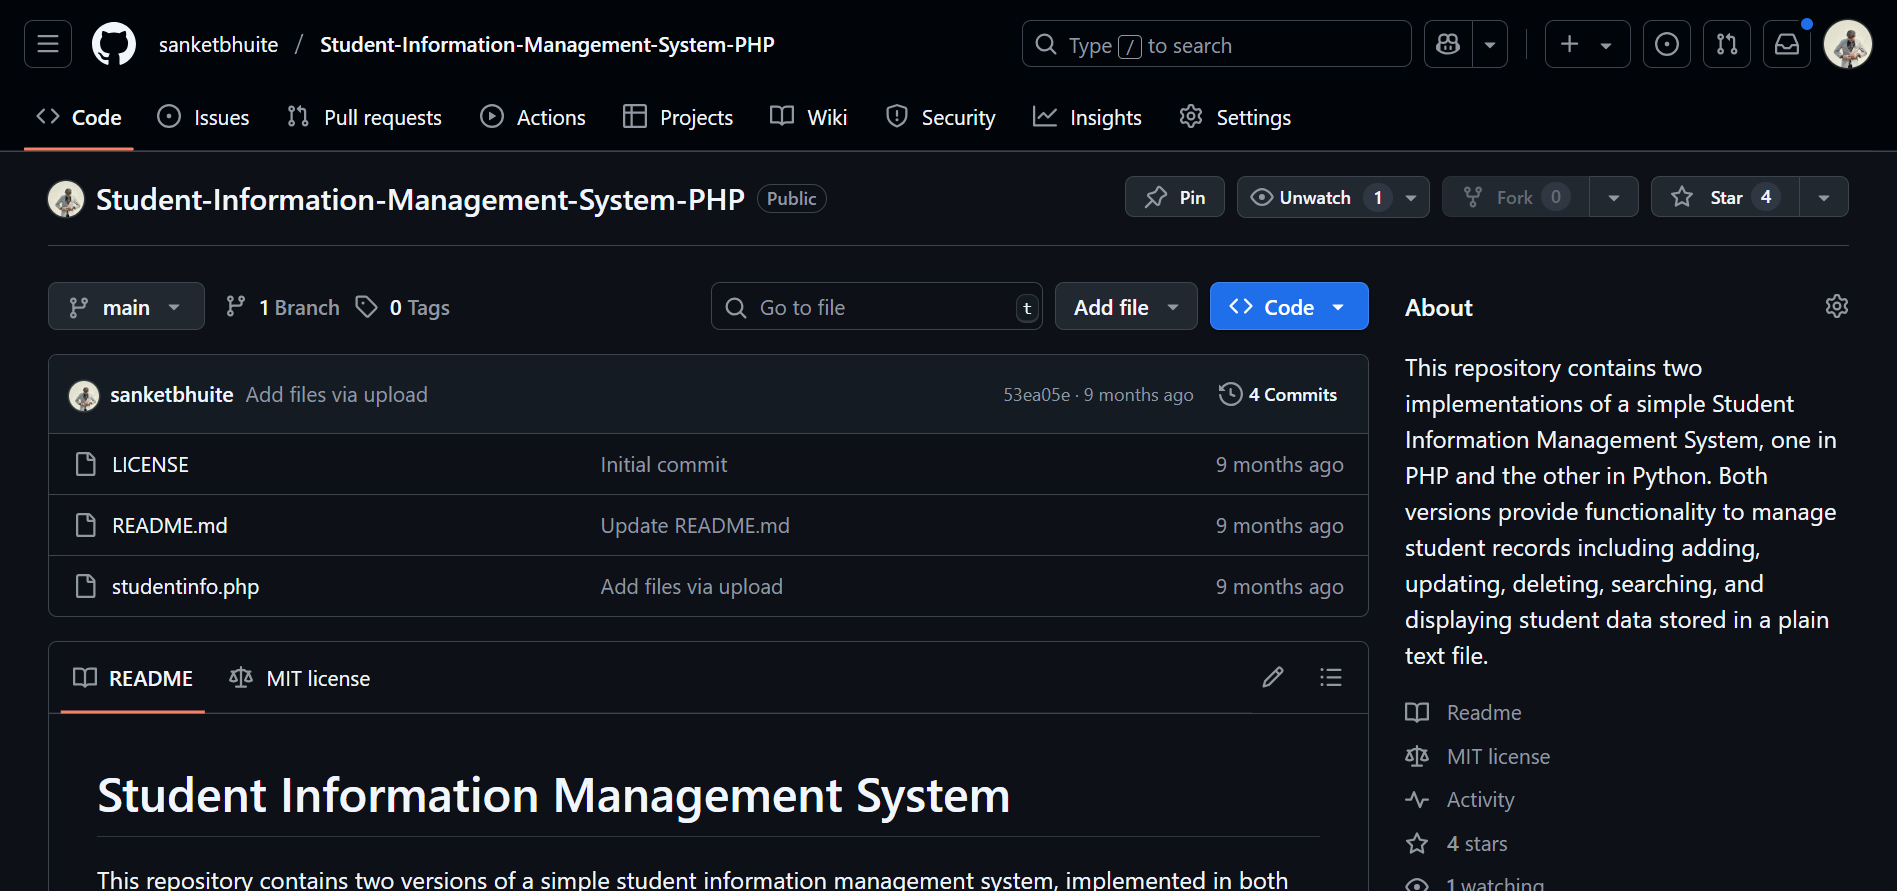 sanketbhuite / Student-Information-Management-System-PHP
Type / to search
Code Issues Pull requests Actions Projects Wiki Security Insights Settings
Student-Information-Management-System-PHP Public
Pin Unwatch 1 Fork 0 Star 4
main 1 Branch 0 Tags
Go to file t Add file Code
sanketbhuite Add files via upload 53ea05e · 9 months ago 4 Commits
LICENSE Initial commit 9 months ago
README.md Update README.md 9 months ago
studentinfo.php Add files via upload 9 months ago
README MIT license
Student Information Management System
This repository contains two versions of a simple student information management system, implemented in both
About
This repository contains two
implementations of a simple Student
Information Management System, one in
PHP and the other in Python. Both
versions provide functionality to manage
student records including adding,
updating, deleting, searching, and
displaying student data stored in a plain
text file.
Readme
MIT license
Activity
4 stars
1 watching